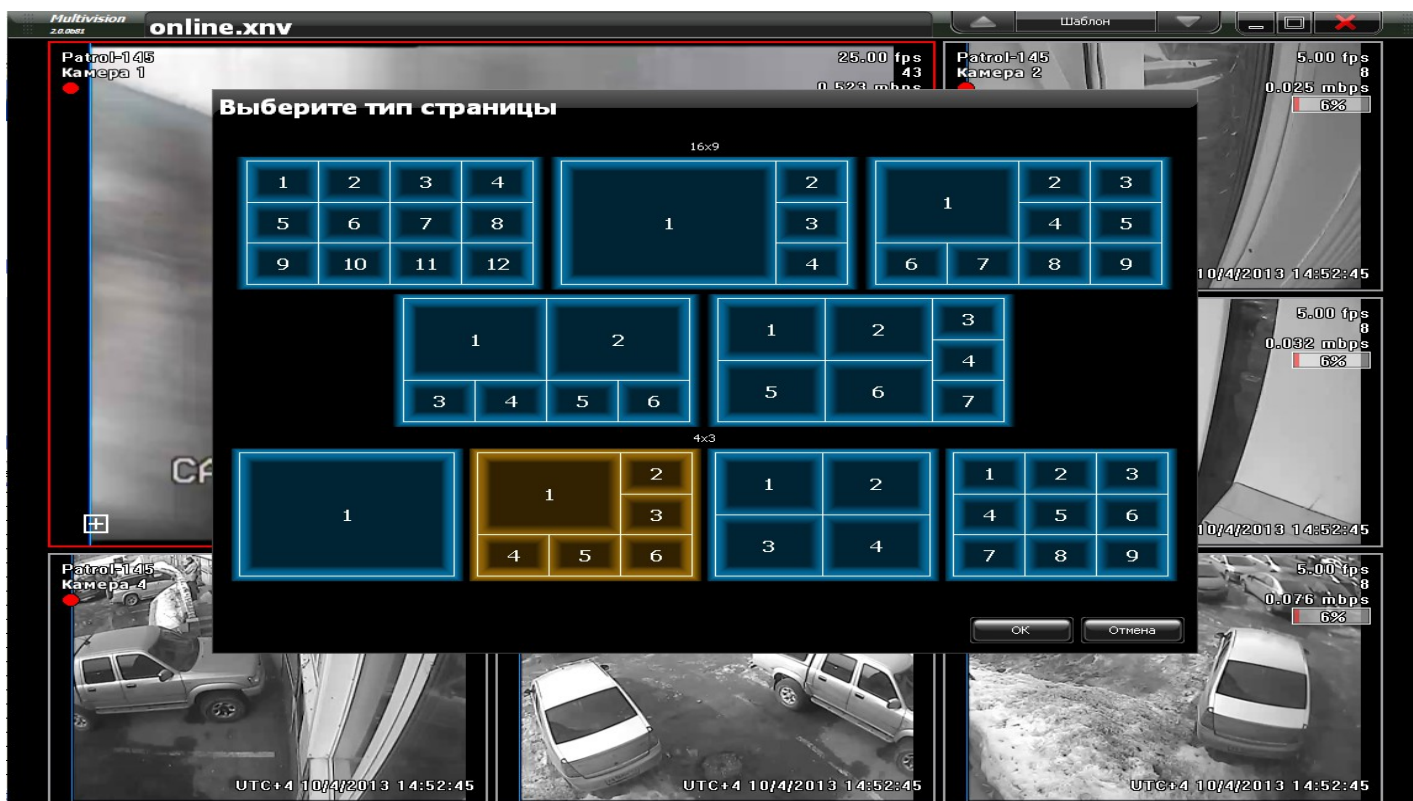 Multivision
2.0.0b81
online.xnv
Шаблон
Patrol-145
Камера 1
25.00 fps
43
0.523 mbps
Patrol-145
Камера 2
5.00 fps
8
0.025 mbps
6%
Выберите тип страницы
16x9
1 2 3 4
5 6 7 8
9 10 11 12
1 2
3
4
1 2 3
4 5
6 7 8 9
10/4/2013 14:52:45
1 2
3 4 5 6
1 2 3
4
5 6 7
5.00 fps
8
0.032 mbps
6%
4x3
1
1 2
3
4 5 6
1 2
3 4
1 2 3
4 5 6
7 8 9
10/4/2013 14:52:45
OK
Отмена
Patrol-145
Камера 4
5.00 fps
8
0.076 mbps
6%
UTC+4 10/4/2013 14:52:45
UTC+4 10/4/2013 14:52:45
UTC+4 10/4/2013 14:52:45